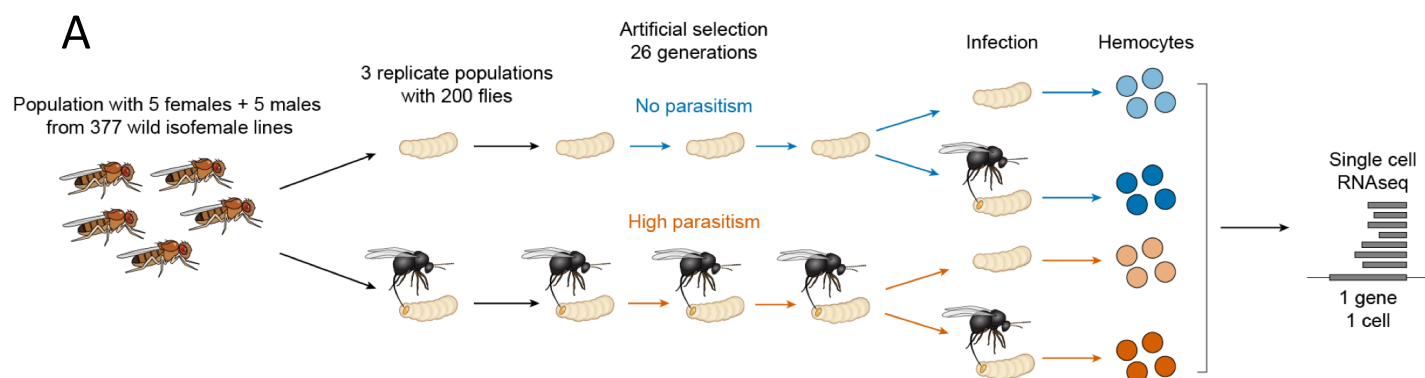 A
Population with 5 females + 5 males
from 377 wild isofemale lines
3 replicate populations
with 200 flies
Artificial selection
26 generations
No parasitism
High parasitism
Infection
Hemocytes
Single cell
RNAseq
1 gene
1 cell